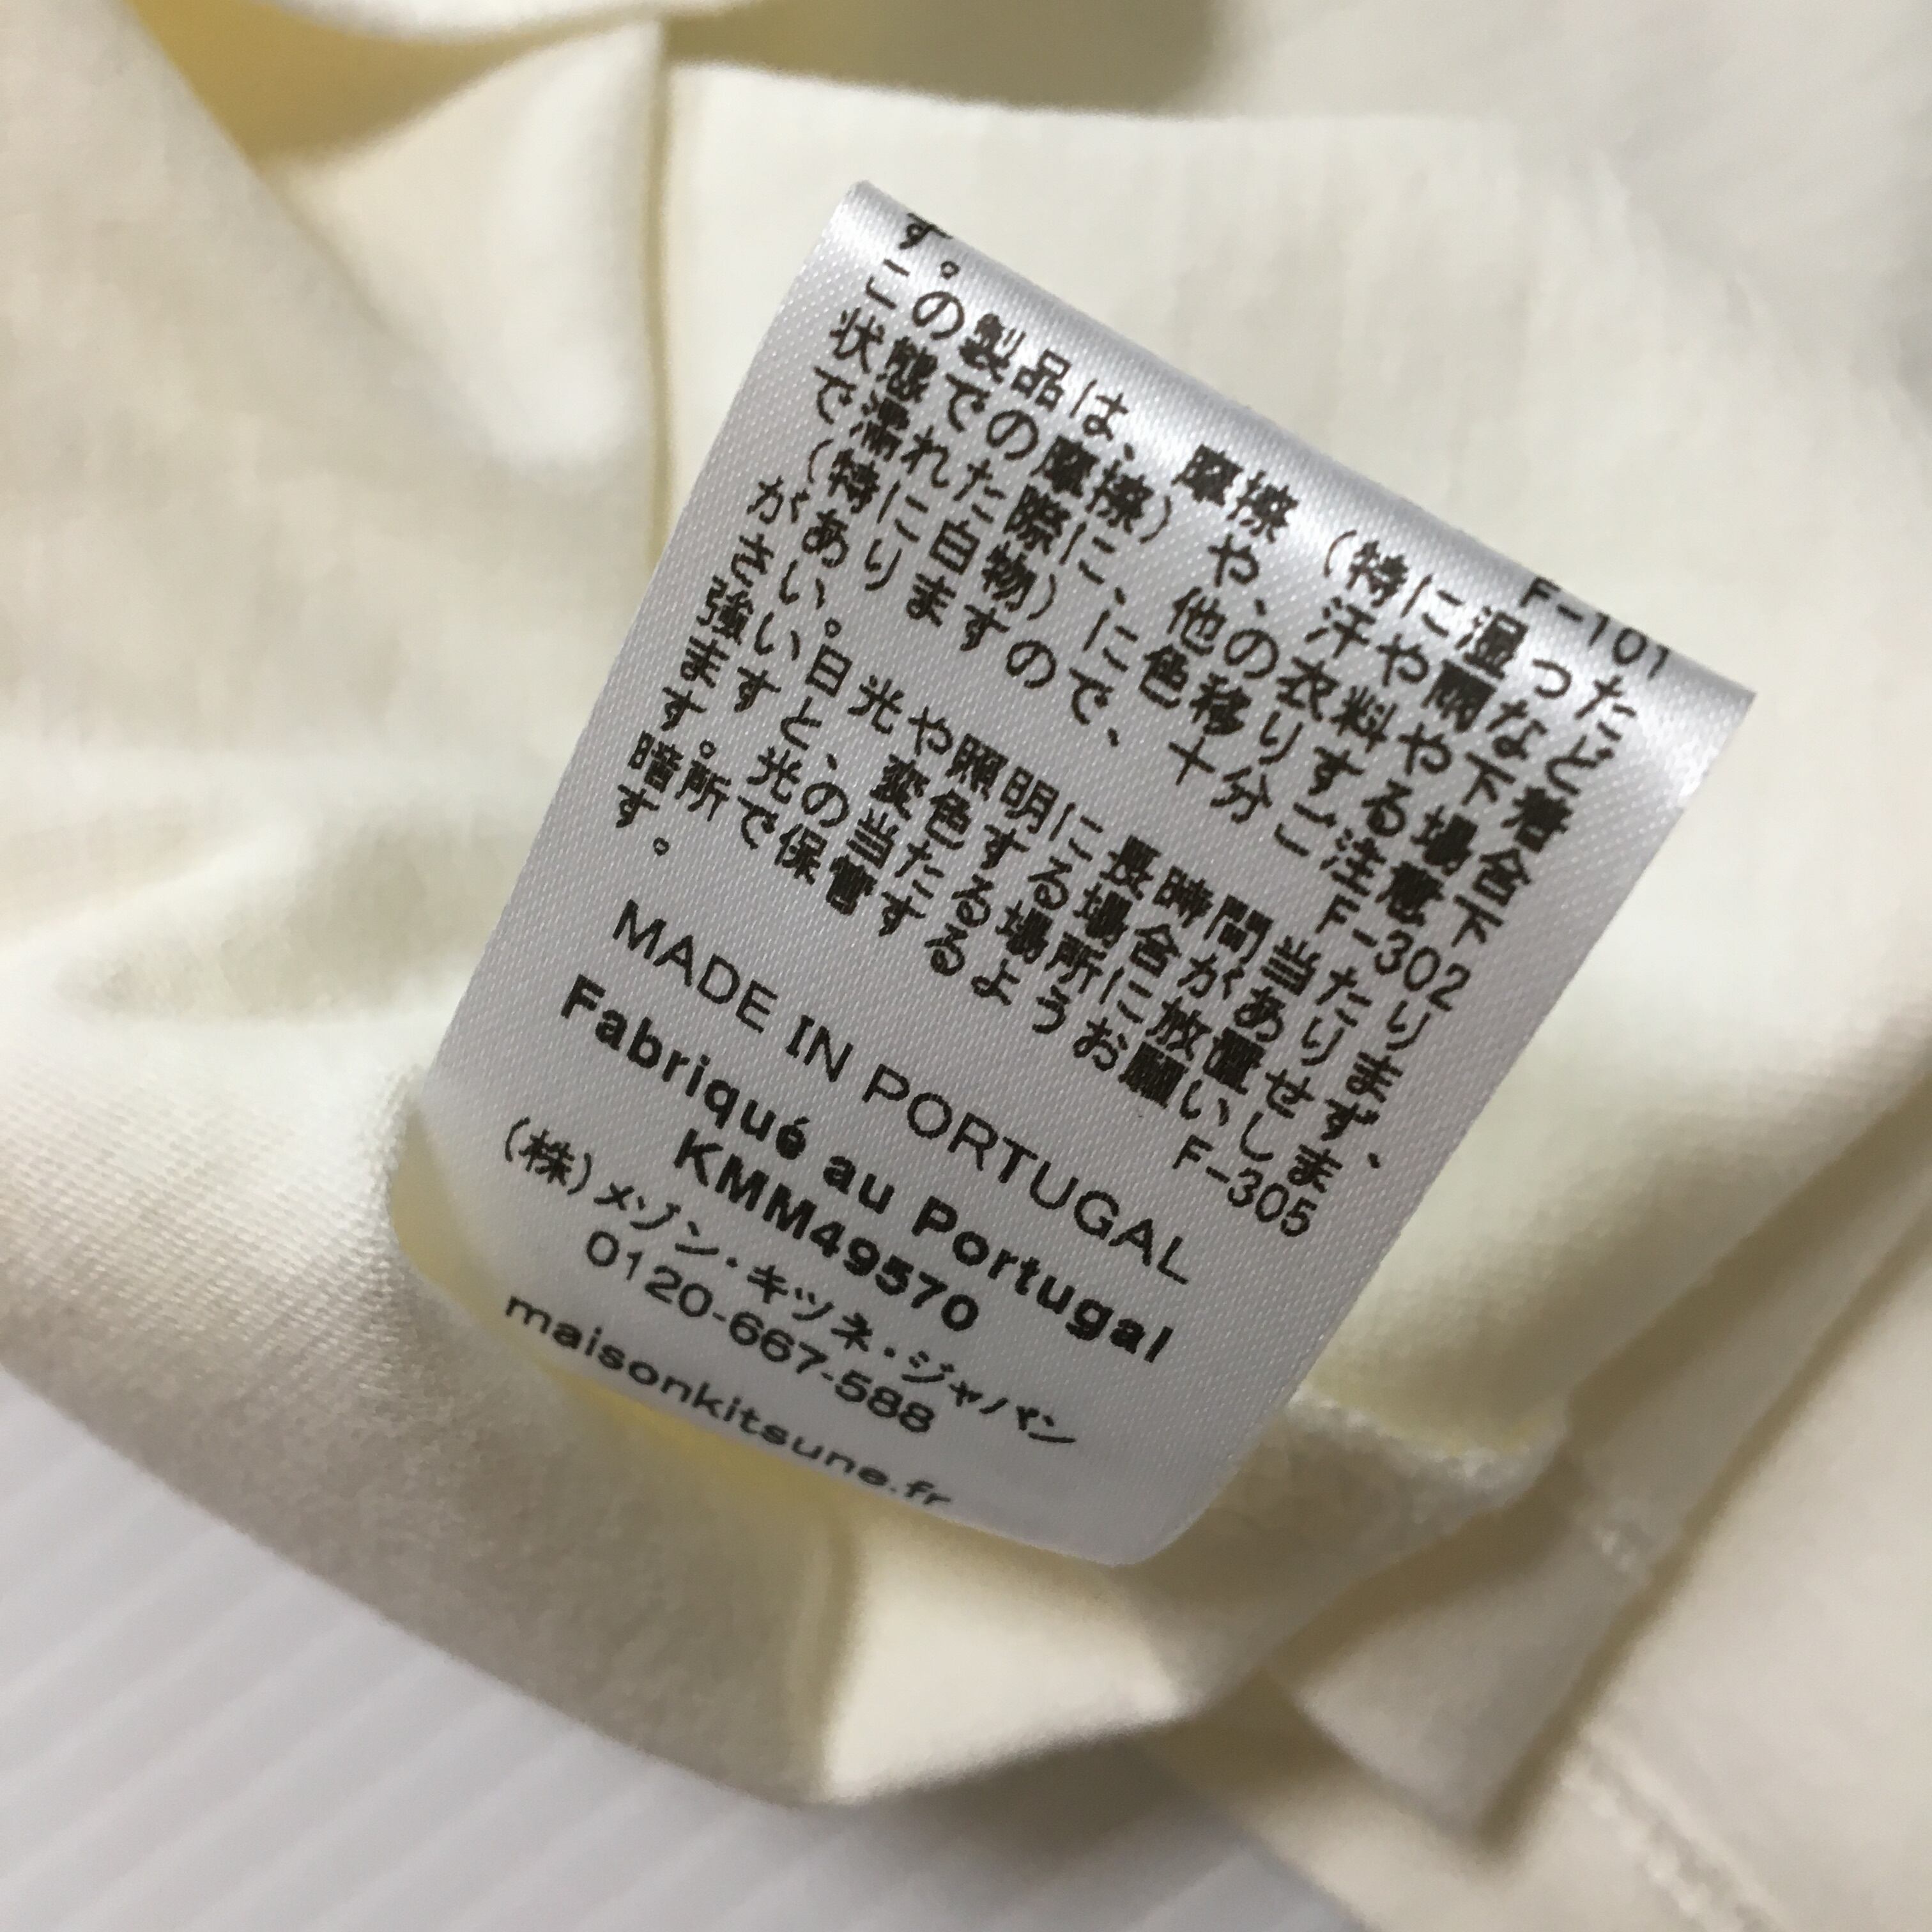 す。 F-101
この製品は、摩擦（特に湿った
状態での摩擦）や、汗や雨など
で濡れた際に、他の衣料や下着
（特に白物）に色移りする場合
がありますので、十分ご注意下
さい。 F-302
強い日光や照明に長時間当たり
ますと、変色する場合がありま
す。光の当たる場所に放置せず、
暗所で保管するようお願いしま
す。 F-305
MADE IN PORTUGAL
Fabriqué au Portugal
KMM49570
（株）メゾン・キツネ・ジャパン
0120-667-588
maisonkitsune.fr